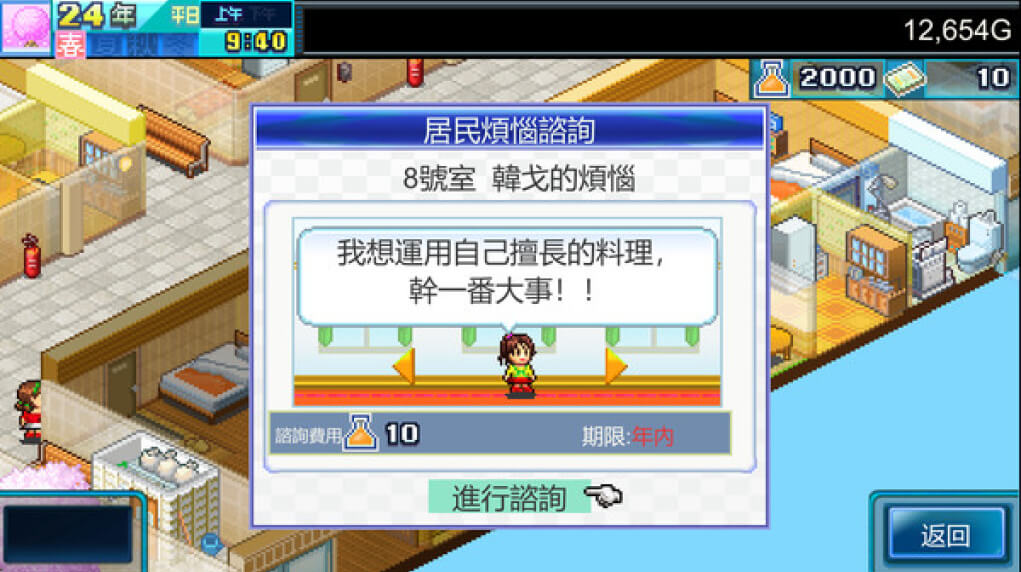 24年 平日 上午 下午
春夏秋冬 9:40
12,654G
2000 10
居民煩惱諮詢
8號室 韓戈的煩惱
我想運用自己擅長的料理,
幹一番大事！！
諮詢費用 10 期限:年內
進行諮詢
返回